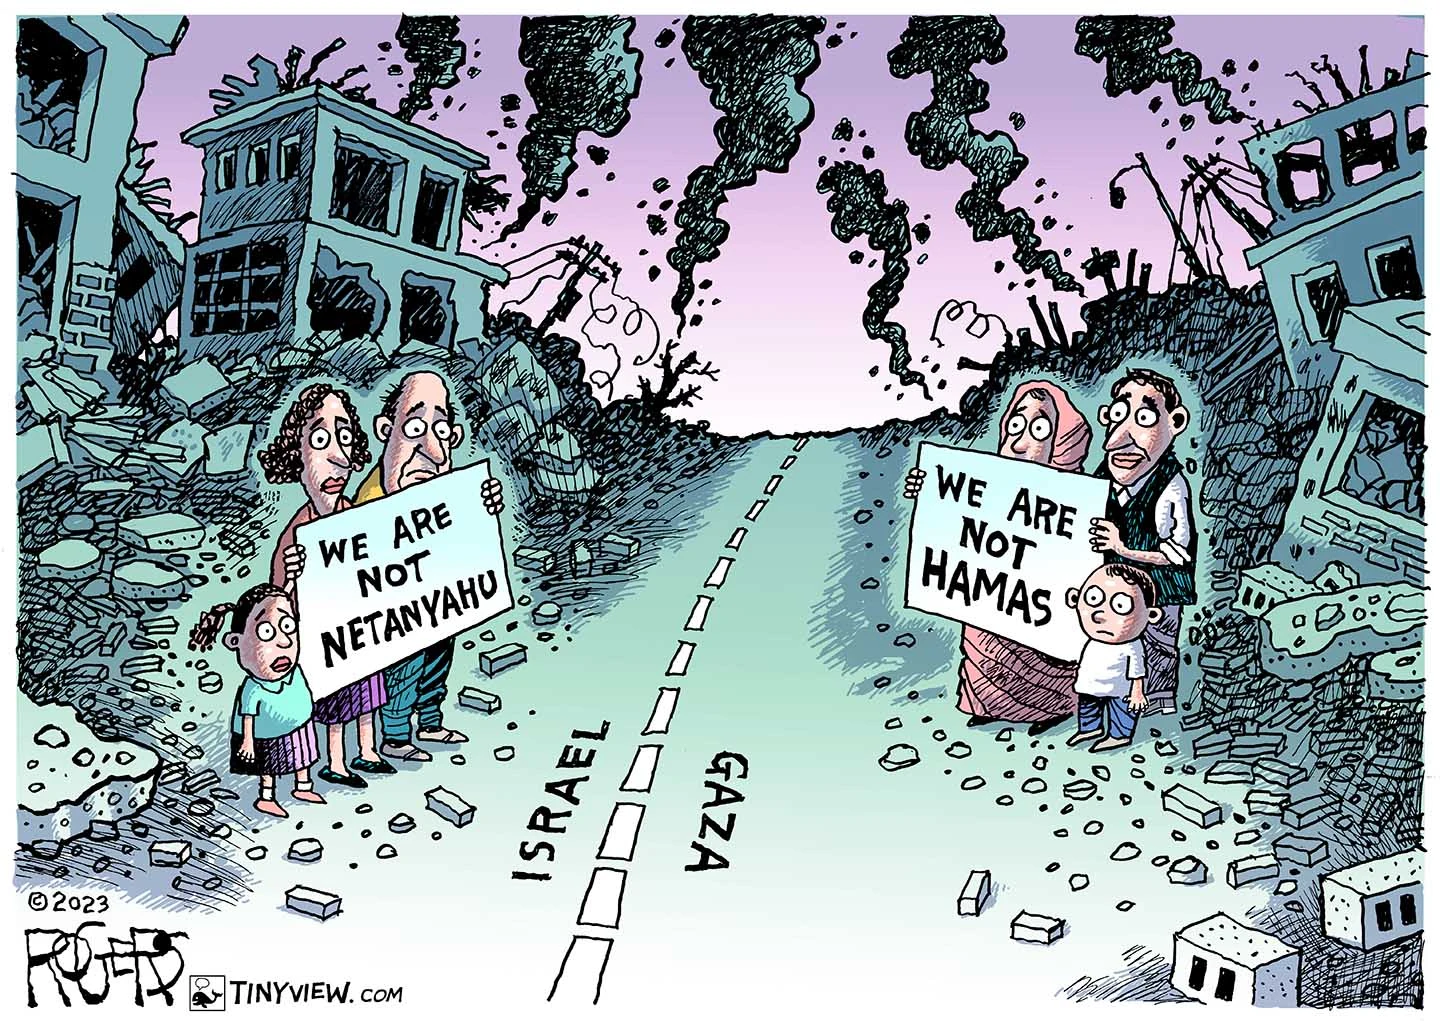 WE ARE
NOT
NETANYAHU
WE ARE
NOT
HAMAS
ISRAEL
GAZA
©2023
ROGERS
TINYVIEW.COM